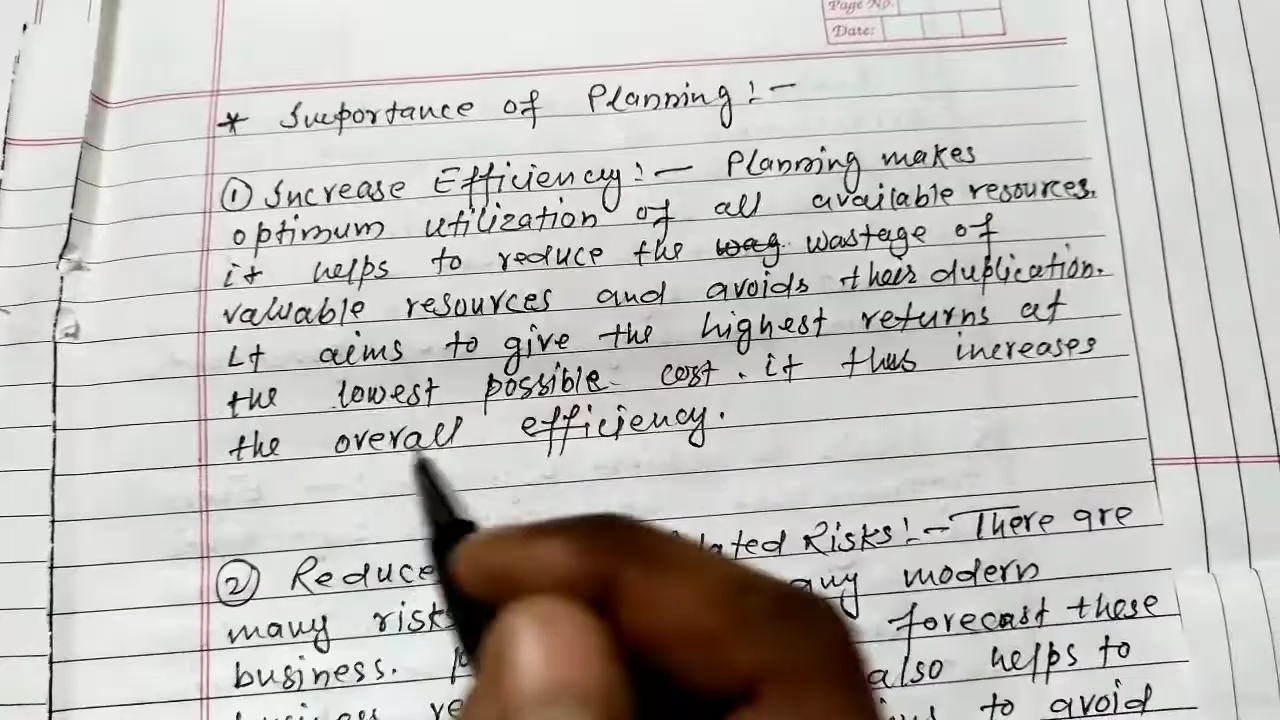 Page No.
Date:
* Importance of Planning:-
① Increase Efficiency:- Planning makes
optimum utilization of all available resources.
it helps to reduce the wastage of
valuable resources and avoids their duplication.
It aims to give the highest returns at
the lowest possible cost. it thus increases
the overall efficiency.
② Reduce Risks:- There are
many modern
business. forecast these
also helps to
to avoid